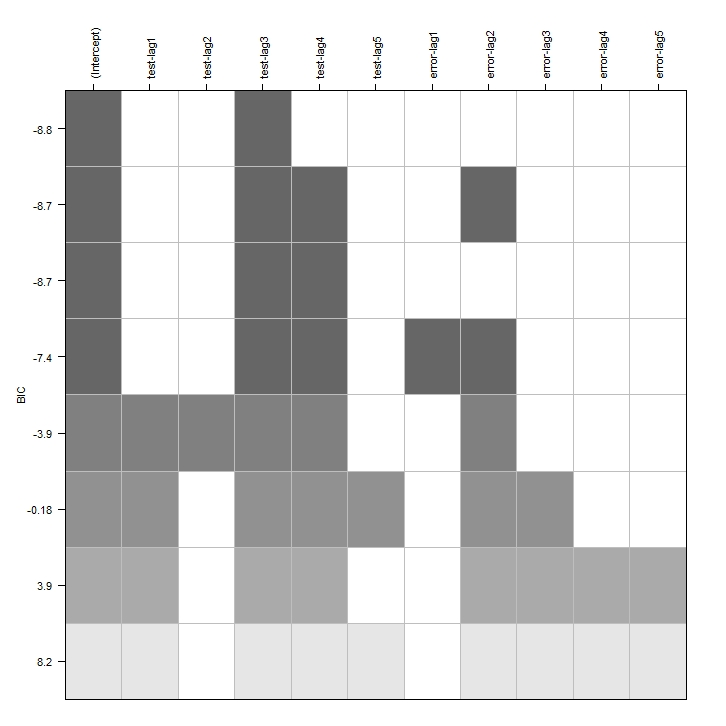 (Intercept)
test-lag1
test-lag2
test-lag3
test-lag4
test-lag5
error-lag1
error-lag2
error-lag3
error-lag4
error-lag5
-8.8
-8.7
-8.7
-7.4
-3.9
-0.18
3.9
8.2
BIC